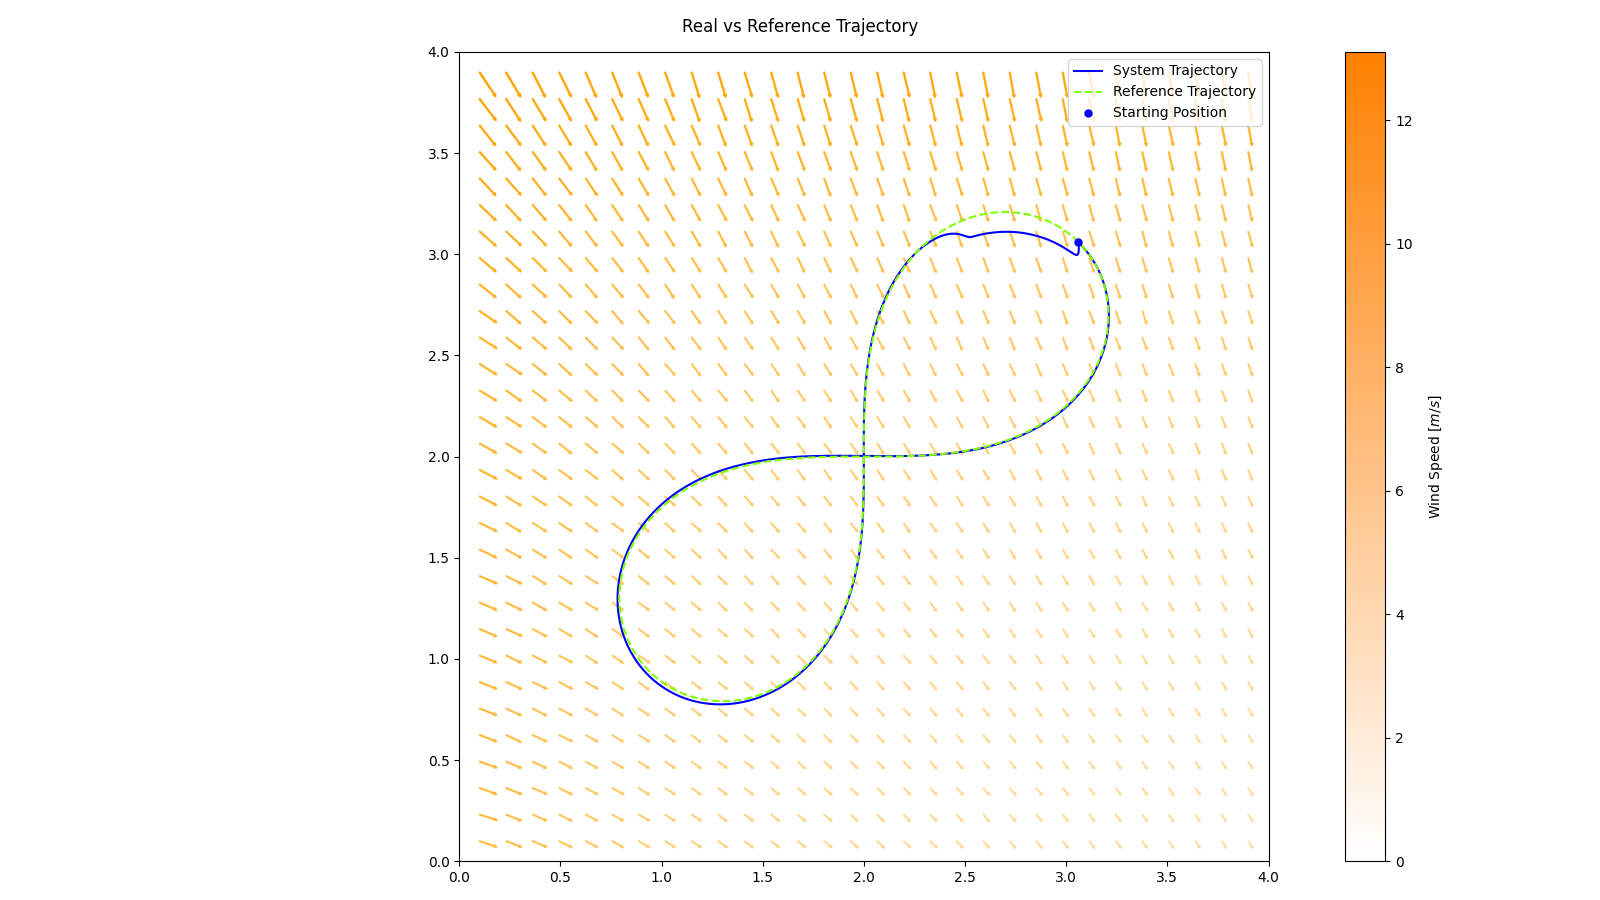 Real vs Reference Trajectory
System Trajectory
Reference Trajectory
Starting Position
4.0
3.5
3.0
2.5
2.0
1.5
1.0
0.5
0.0
0.0 0.5 1.0 1.5 2.0 2.5 3.0 3.5 4.0
12
10
8
6
4
2
0
Wind Speed [m/s]